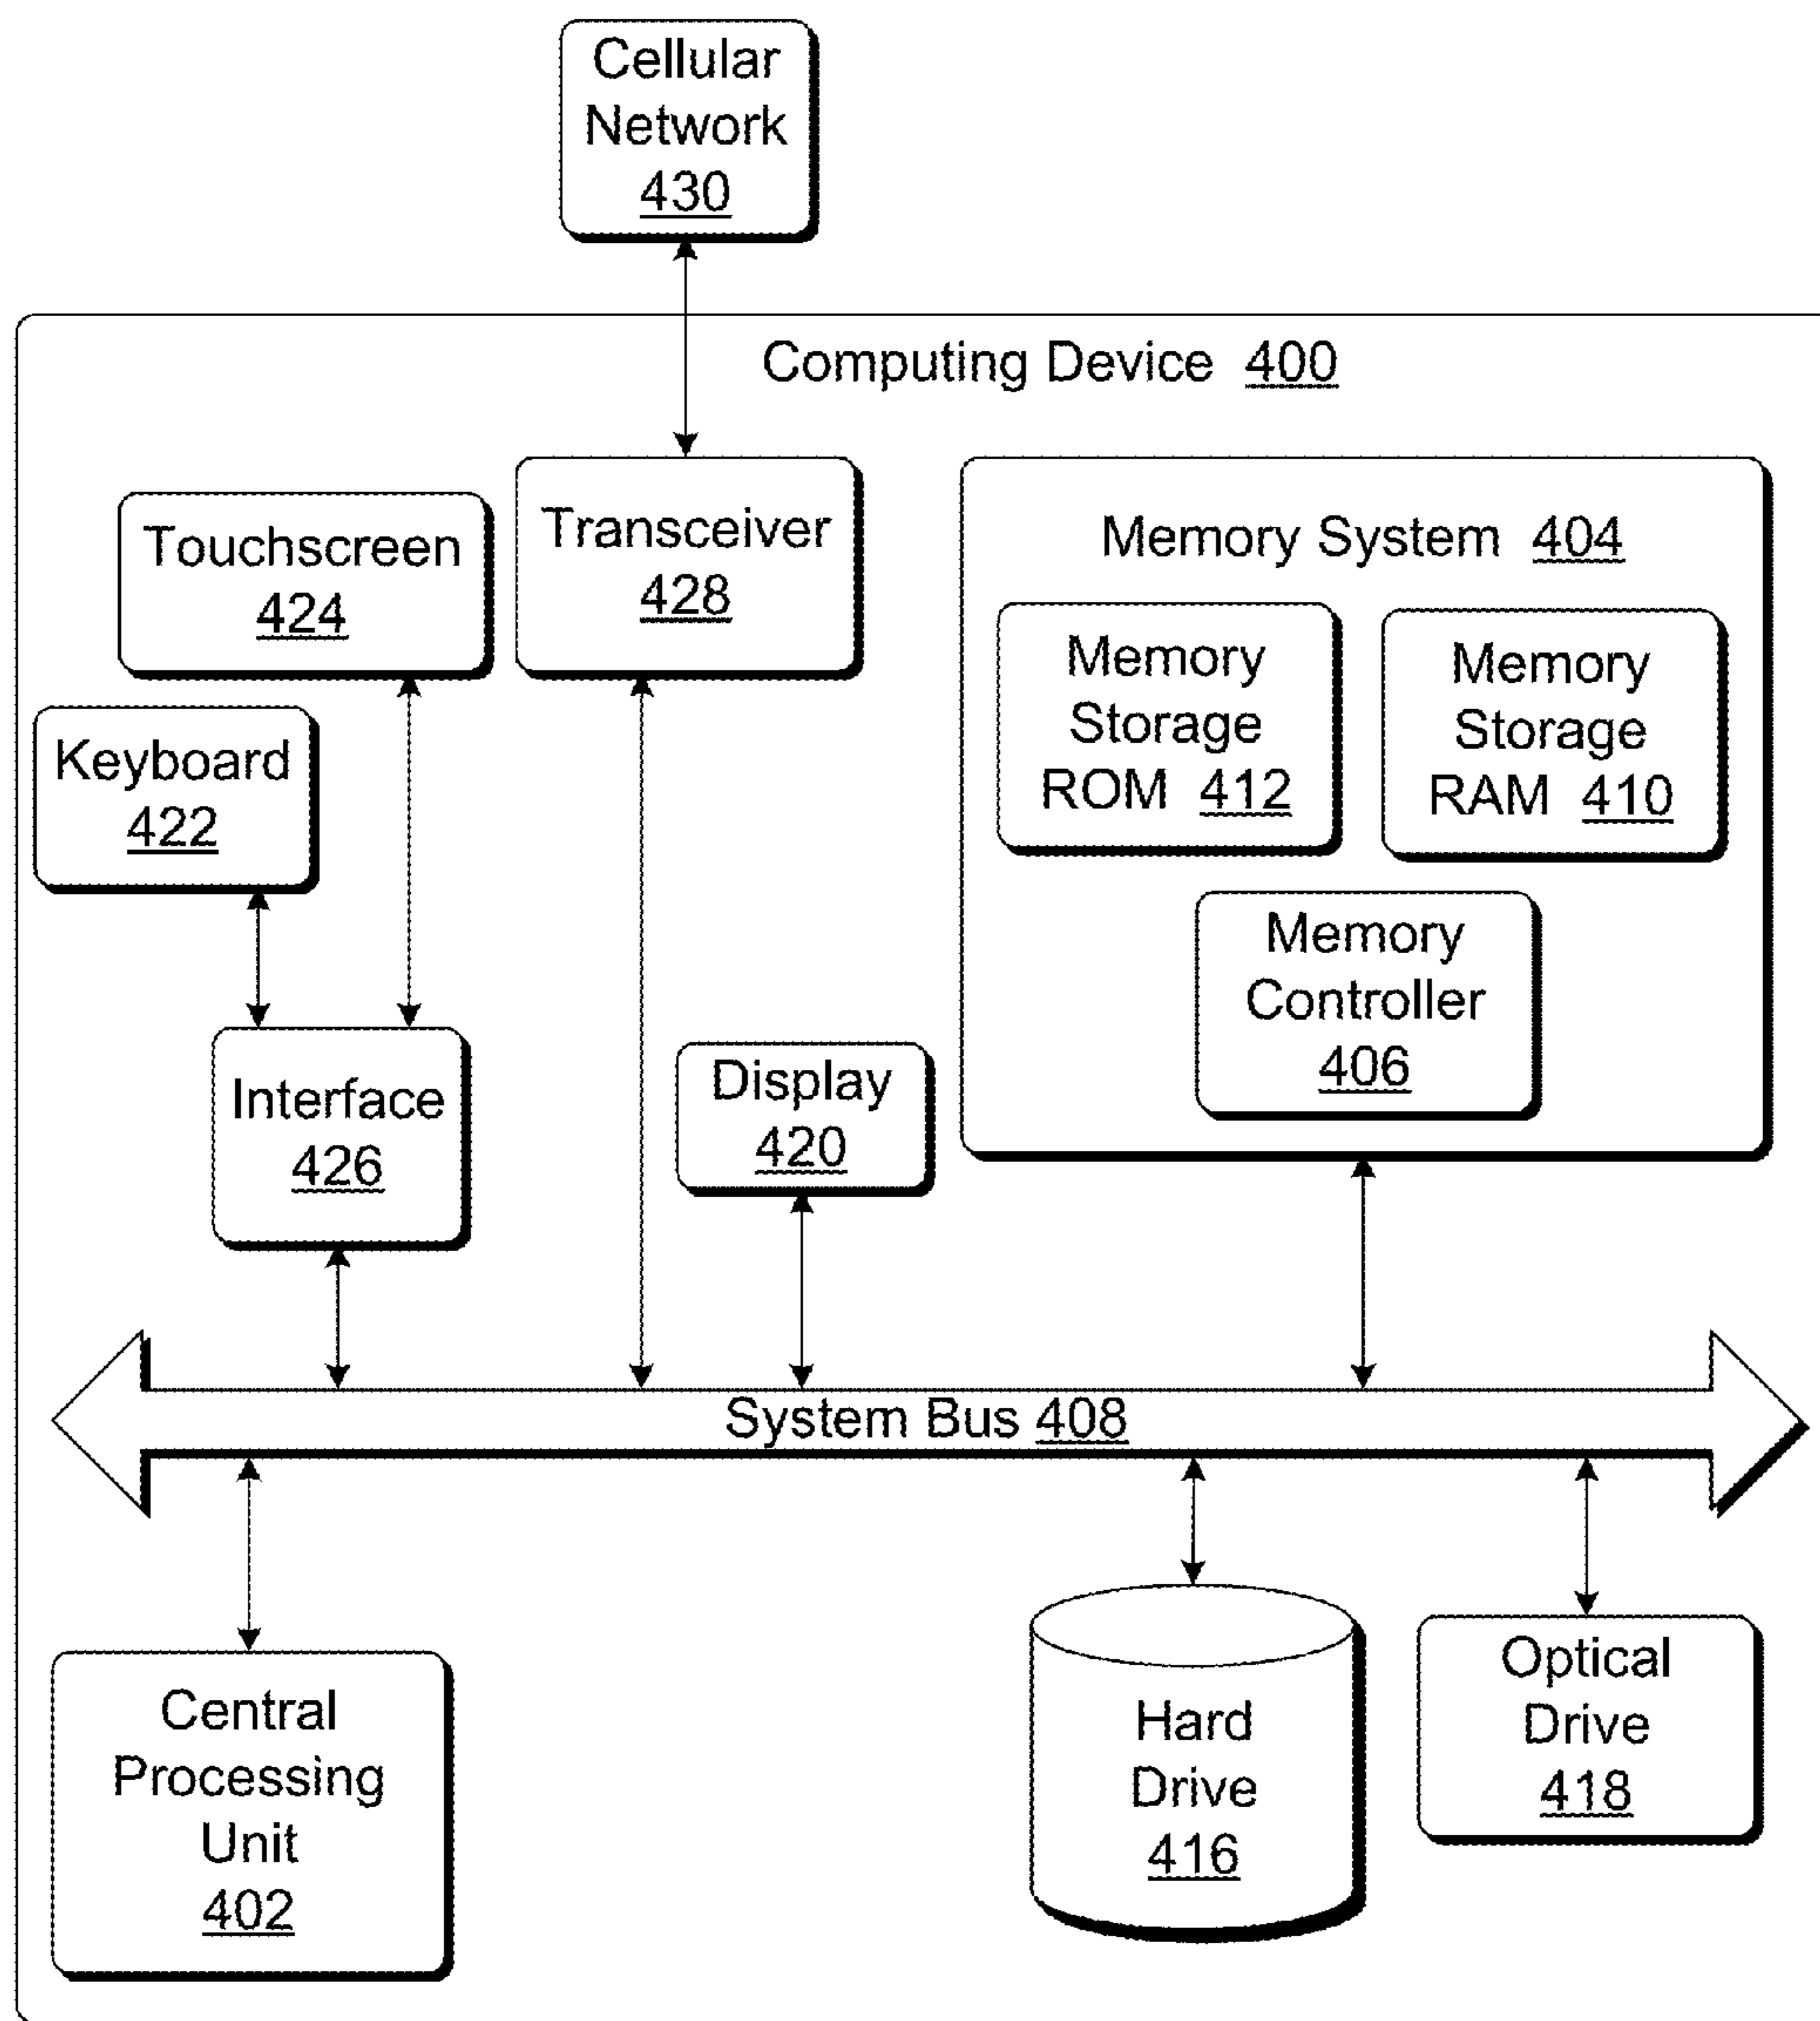 Cellular
Network
430
Computing Device 400
Touchscreen
424
Transceiver
428
Memory System 404
Memory
Storage
ROM 412
Memory
Storage
RAM 410
Keyboard
422
Memory
Controller
406
Interface
426
Display
420
System Bus 408
Central
Processing
Unit
402
Hard
Drive
416
Optical
Drive
418